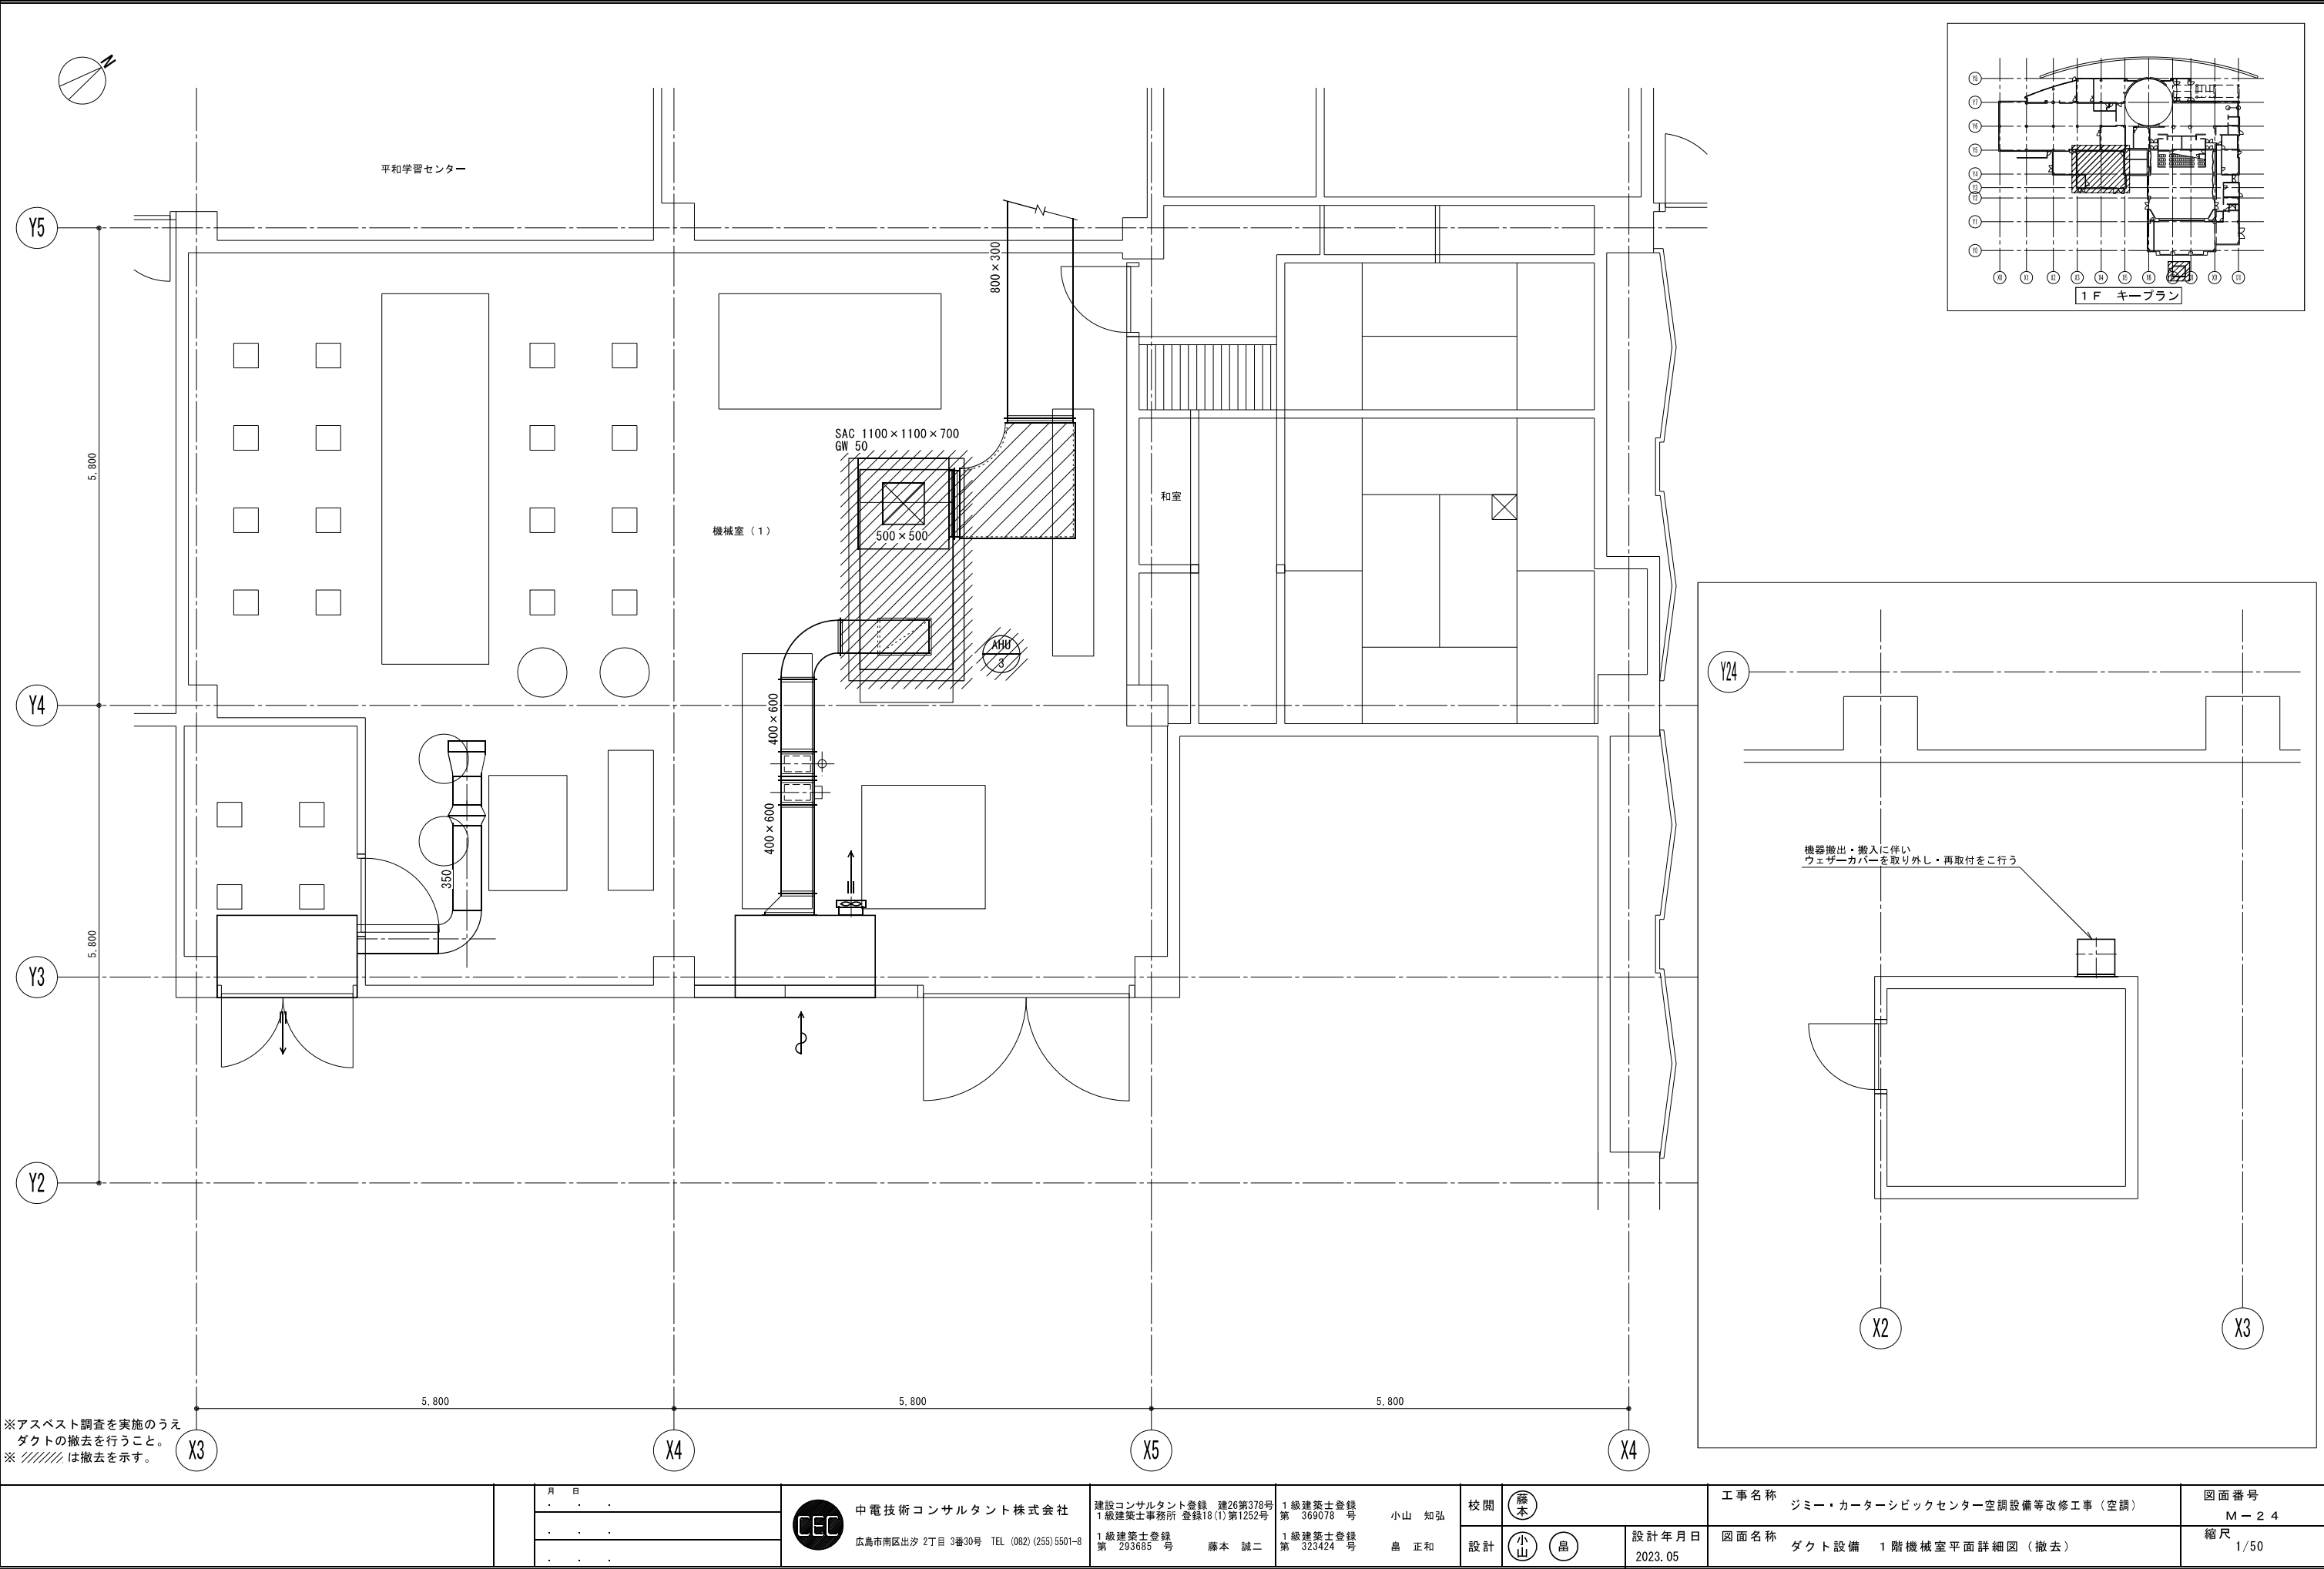 N
平和学習センター
Y5
800×300
5,800
SAC 1100×1100×700
GW 50
500×500
機械室（１）
和室
AHU
3
Y4
400×600
400×600
350
5,800
Y3
Y2
5,800
5,800
5,800
X3
X4
X5
X4
１Ｆ　キープラン
Y24
機器搬出・搬入に伴い
ウェザーカバーを取り外し・再取付をこ行う
X2
X3
※アスベスト調査を実施のうえ
ダクトの撤去を行うこと。
※ は撤去を示す。
月　日
CEC
中電技術コンサルタント株式会社
広島市南区出汐 2丁目 3番30号　TEL (082)(255)5501-8
建設コンサルタント登録　建26第378号
１級建築士事務所 登録18(1)第1252号
１級建築士登録
第　293685　号　藤本　誠二
１級建築士登録
第　369078　号　小山　知弘
１級建築士登録
第　323424　号　畠　正和
校閲
藤本
設計
小山
畠
設計年月日
2023.05
工事名称
ジミー・カーターシビックセンター空調設備等改修工事（空調）
図面名称
ダクト設備　１階機械室平面詳細図（撤去）
図面番号
Ｍ－２４
縮尺
1/50